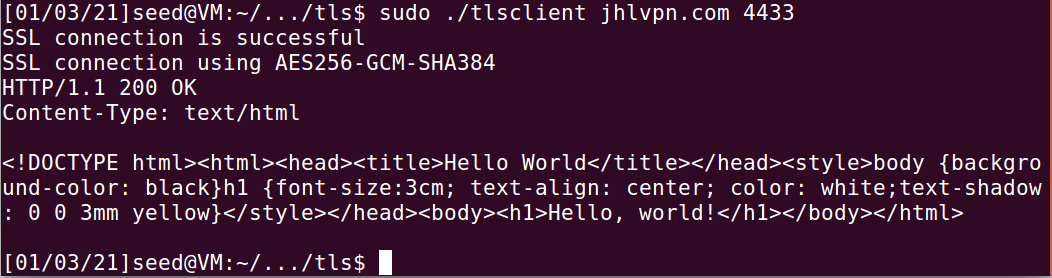 [01/03/21]seed@VM:~/.../tls$ sudo ./tlsclient jhlvpn.com 4433
SSL connection is successful
SSL connection using AES256-GCM-SHA384
HTTP/1.1 200 OK
Content-Type: text/html

<!DOCTYPE html><html><head><title>Hello World</title></head><style>body {backgro
und-color: black}h1 {font-size:3cm; text-align: center; color: white;text-shadow
: 0 0 3mm yellow}</style></head><body><h1>Hello, world!</h1></body></html>

[01/03/21]seed@VM:~/.../tls$